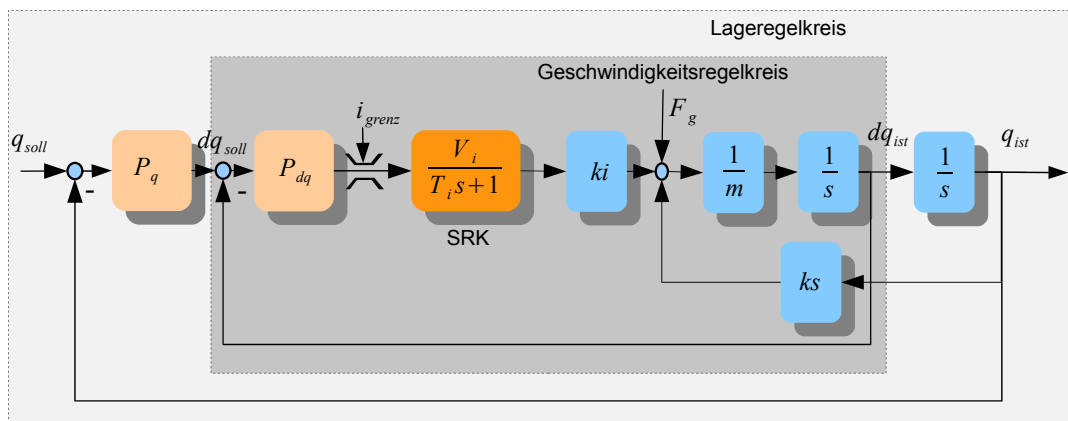 Lageregelkreis
Geschwindigkeitsregelkreis
q_soll
P_q
dq_soll
-
P_dq
-
i_grenz
V_i
T_i s+1
SRK
ki
F_g
1
m
1
s
dq_ist
1
s
q_ist
ks